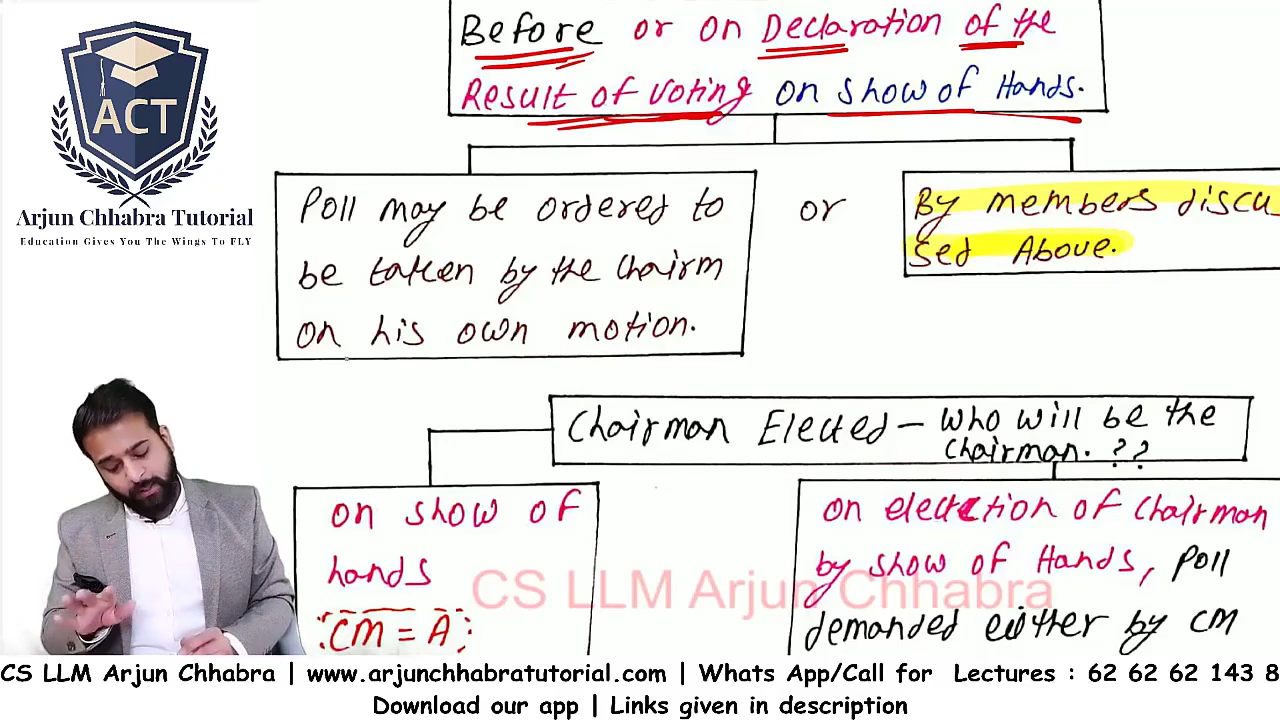 Before or on Declaration of the
Result of voting on show of Hands.
ACT
Arjun Chhabra Tutorial
Education Gives You The Wings To FLY
Poll may be ordered to
be taken by the Chairm
on his own motion.
or
By members discu
sed Above.
Chairman Elected – Who will be the
Chairman. ??
on show of
hands
CM = A
on election of Chairman
by show of Hands, Poll
demanded either by CM
CS LLM Arjun Chhabra
CS LLM Arjun Chhabra | www.arjunchhabratutorial.com | Whats App/Call for Lectures : 62 62 62 143 8
Download our app | Links given in description